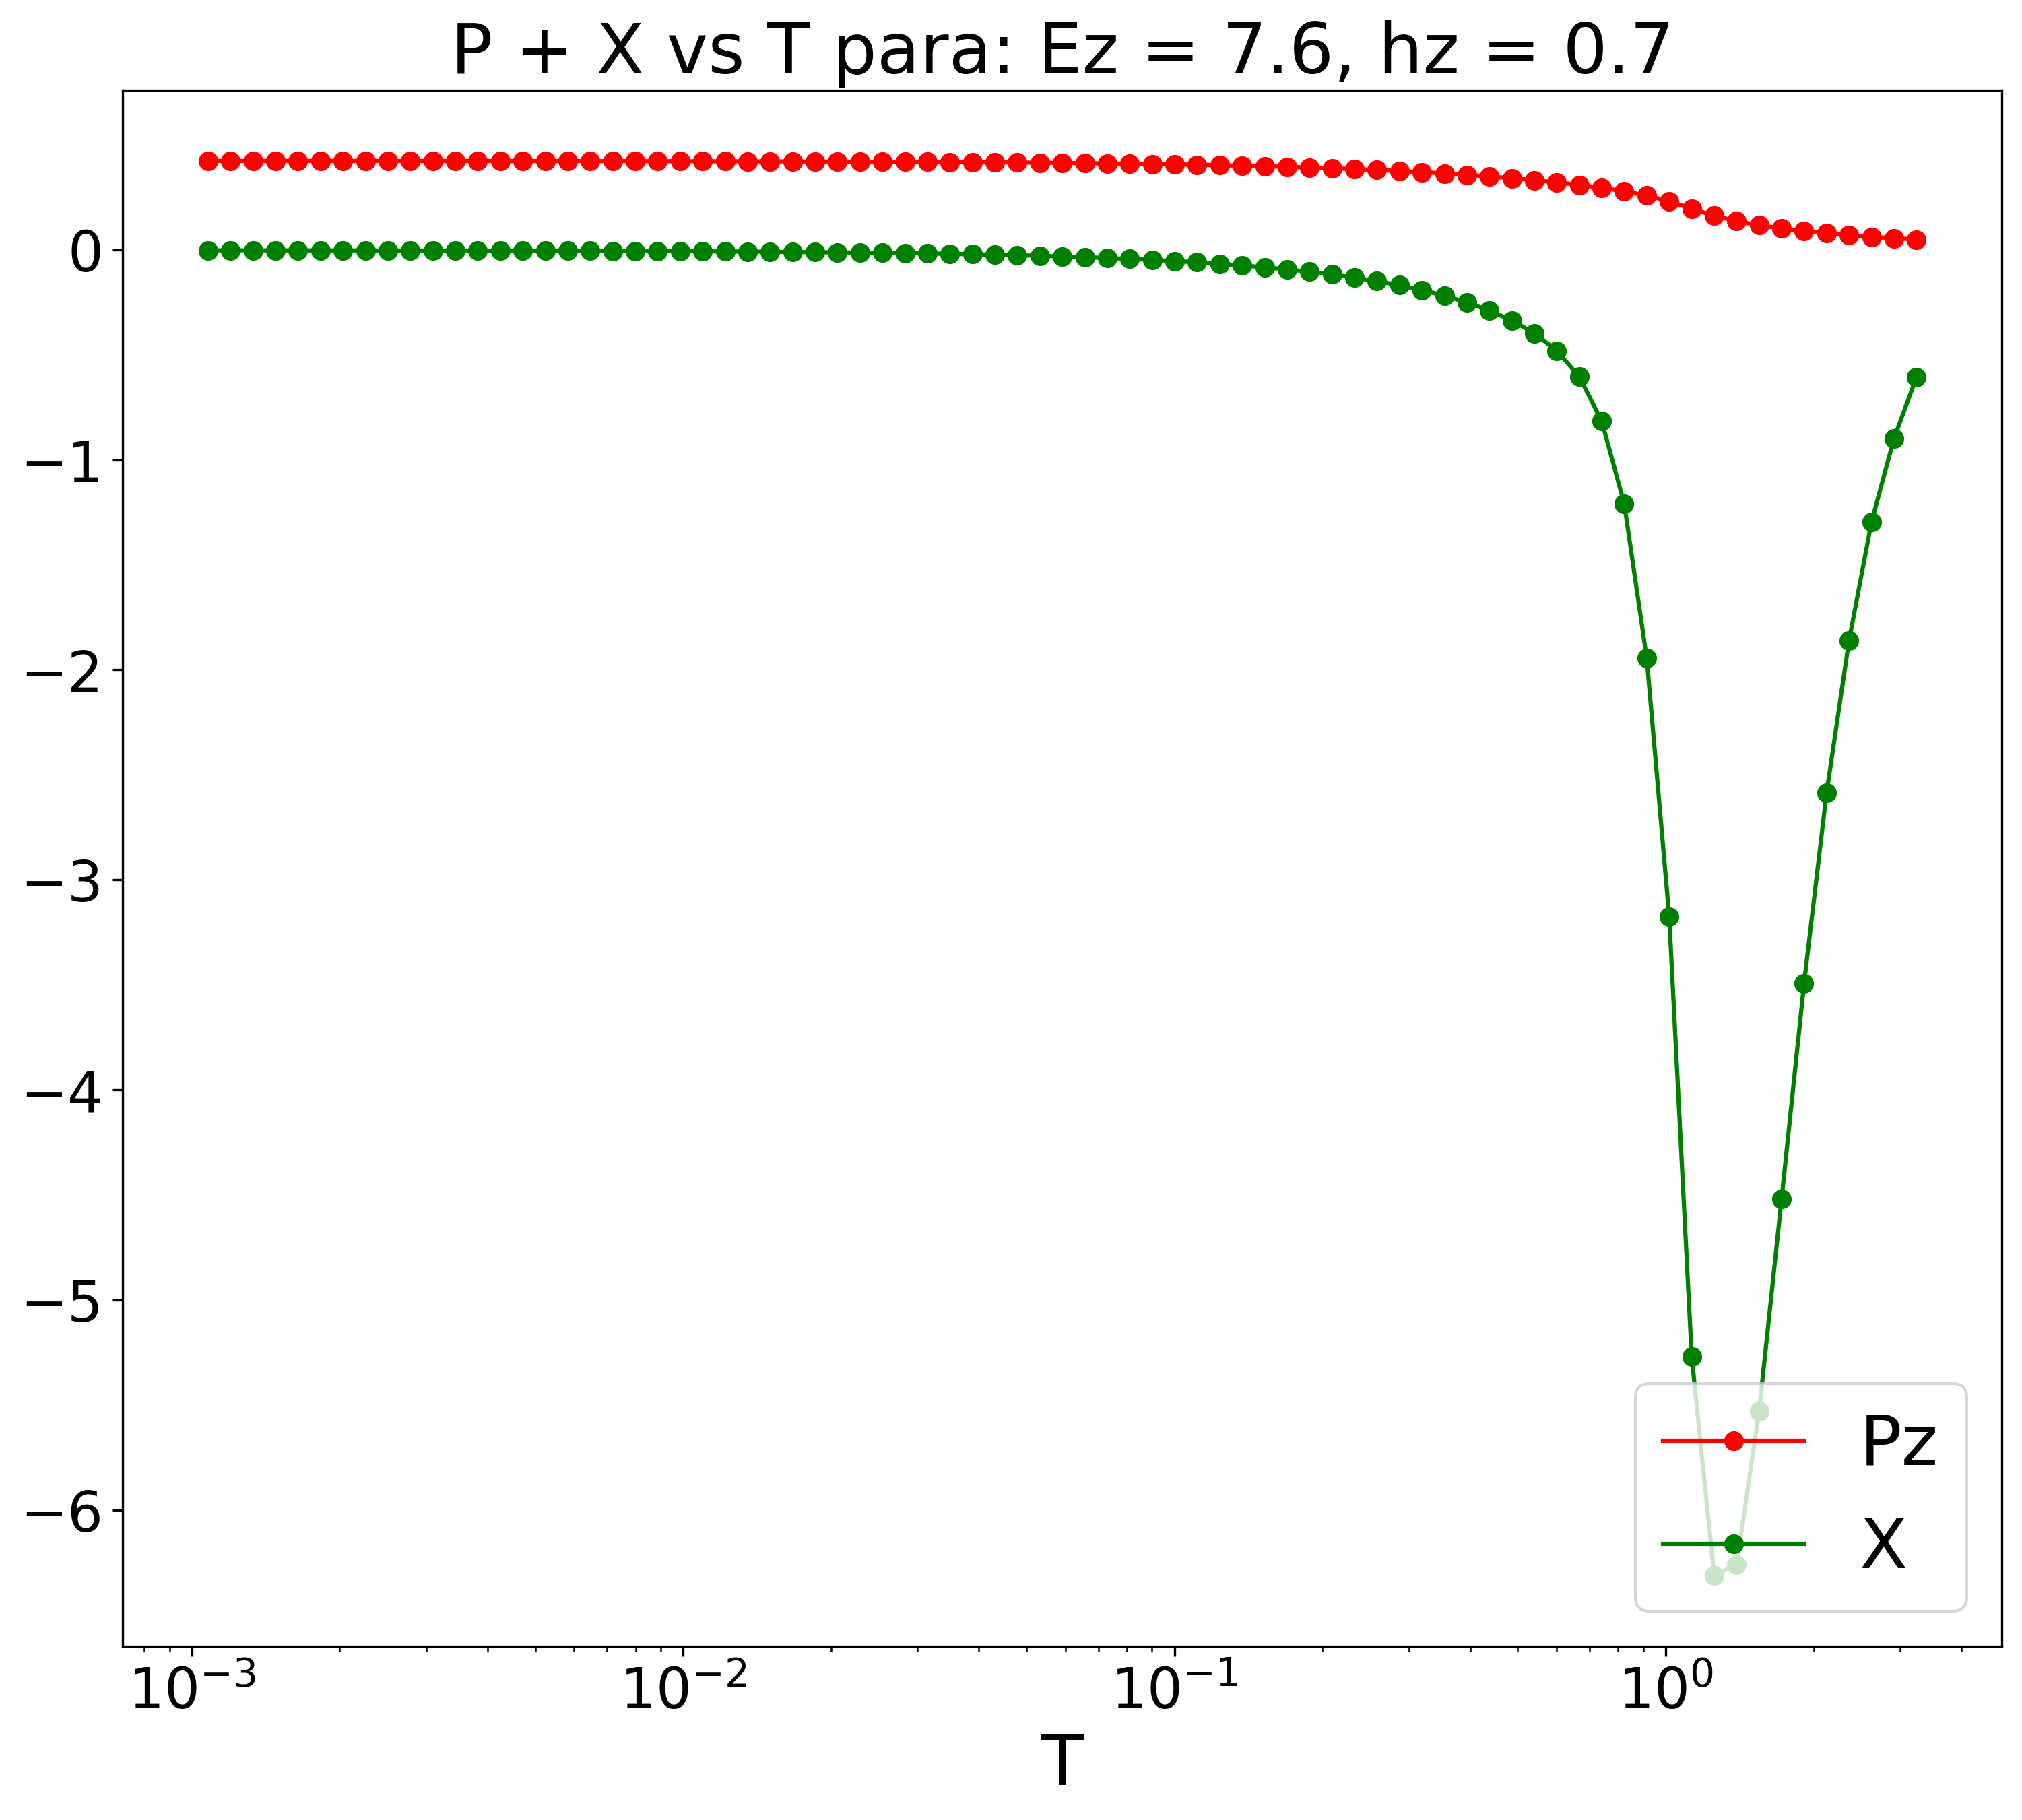 P + X vs T para: Ez = 7.6, hz = 0.7
0
−1
−2
−3
−4
−5
−6
Pz
X
10⁻³ 10⁻² 10⁻¹ 10⁰
T